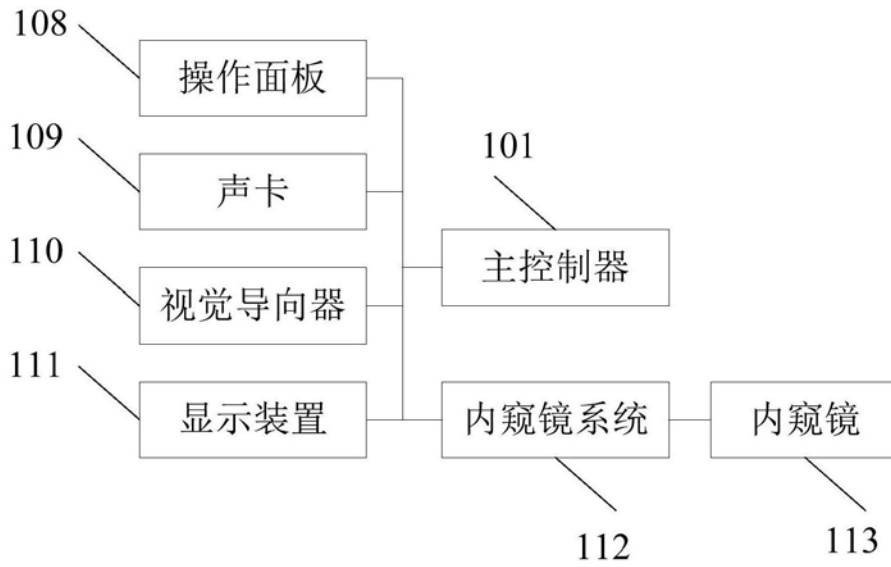 108
操作面板
109
声卡
101
主控制器
110
视觉导向器
111
显示装置
内窥镜系统
内窥镜
112
113